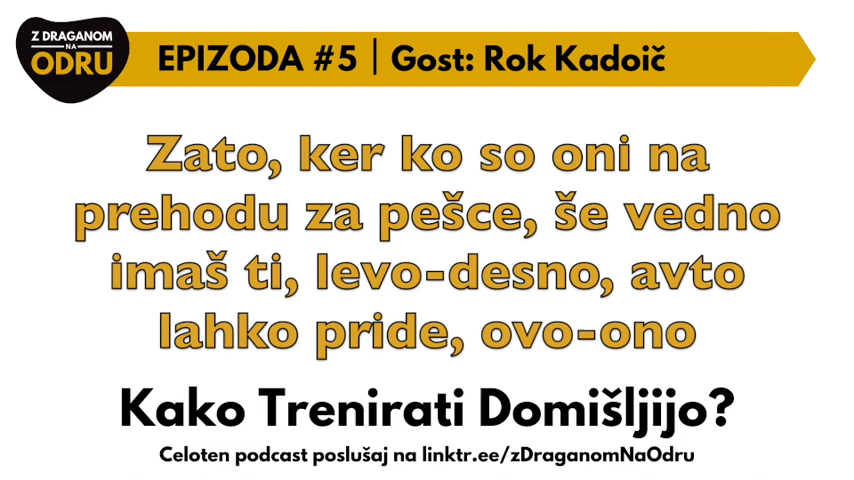 Z DRAGANOM
NA
ODRU
EPIZODA #5 | Gost: Rok Kadoič
Zato, ker ko so oni na
prehodu za pešce, še vedno
imaš ti, levo-desno, avto
lahko pride, ovo-ono
Kako Trenirati Domišljijo?
Celoten podcast poslušaj na linktr.ee/zDraganomNaOdru